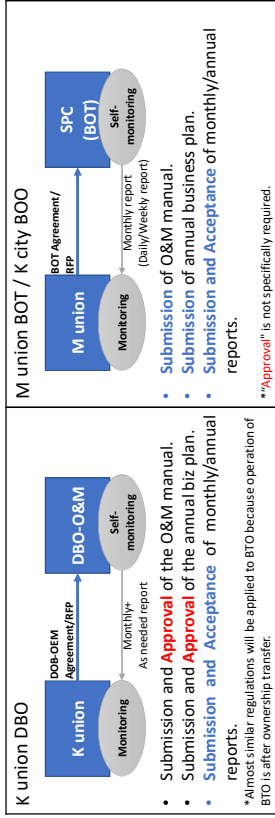 K union DBO
K union
Monitoring
DOB-OEM
Agreement/RFP
Monthly+
As needed report
DBO-O&M
Self-
monitoring
• Submission and Approval of the O&M manual.
• Submission and Approval of the annual biz plan.
• Submission and Acceptance of monthly/annual
reports.
*Almost similar regulations will be applied to BTO because operation of
BTO is after ownership transfer.
M union BOT / K city BOO
M union
Monitoring
BOT Agreement/
RFP
Monthly report
(Daily/Weekly report)
SPC
(BOT)
Self-
monitoring
• Submission of O&M manual.
• Submission of annual business plan.
• Submission and Acceptance of monthly/annual
reports.
*"Approval" is not specifically required.